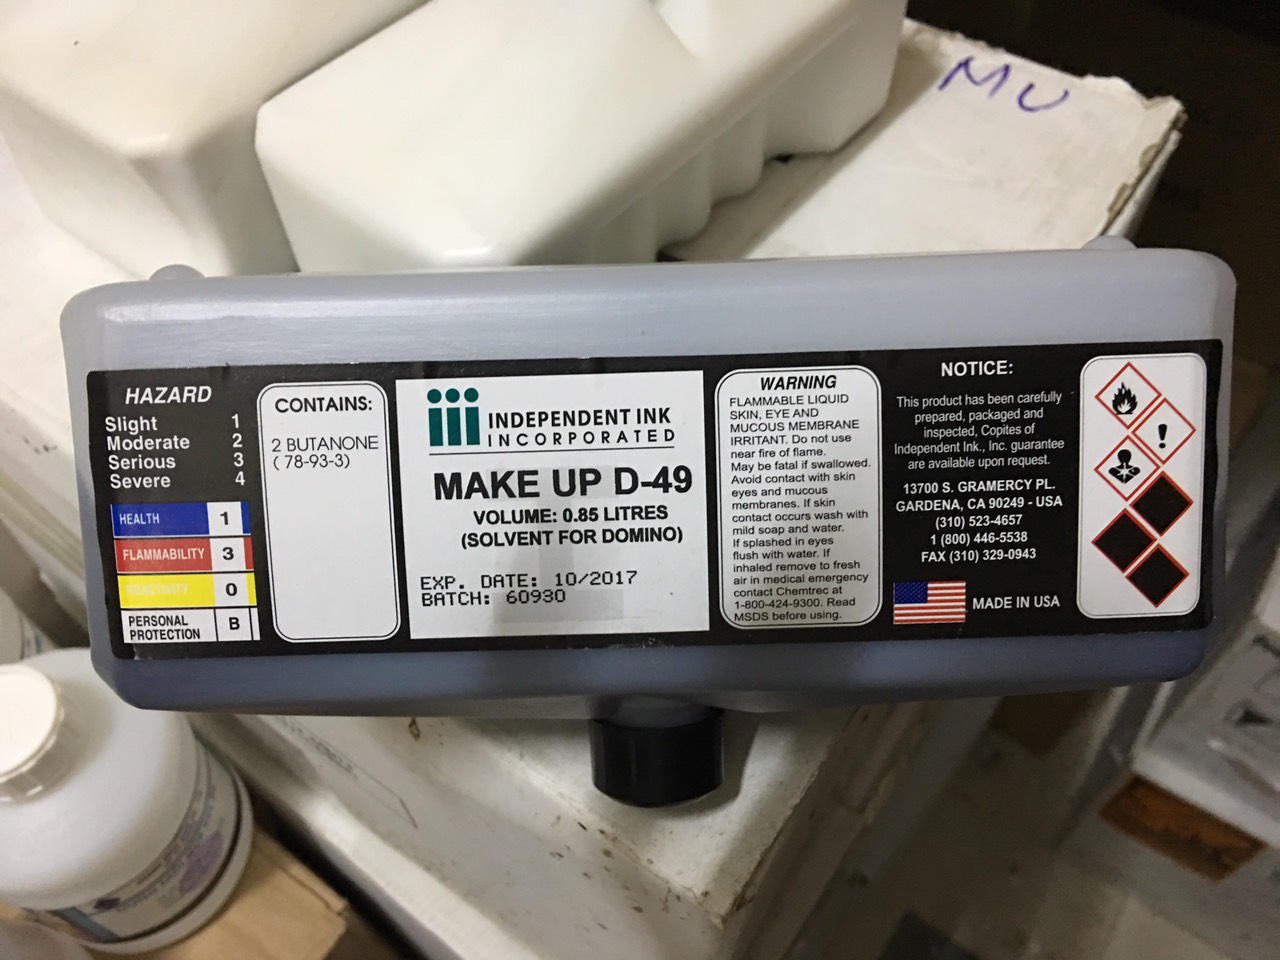 MU
HAZARD
Slight 1
Moderate 2
Serious 3
Severe 4
HEALTH 1
FLAMMABILITY 3
REACTIVITY 0
PERSONAL
PROTECTION B
CONTAINS:
2 BUTANONE
( 78-93-3)
iii INDEPENDENT INK
INCORPORATED
MAKE UP D-49
VOLUME: 0.85 LITRES
(SOLVENT FOR DOMINO)
EXP. DATE: 10/2017
BATCH: 60930
WARNING
FLAMMABLE LIQUID
SKIN, EYE AND
MUCOUS MEMBRANE
IRRITANT. Do not use
near fire of flame.
May be fatal if swallowed.
Avoid contact with skin
eyes and mucous
membranes. If skin
contact occurs wash with
mild soap and water.
If splashed in eyes
flush with water. If
inhaled remove to fresh
air in medical emergency
contact Chemtrec at
1-800-424-9300. Read
MSDS before using.
NOTICE:
This product has been carefully
prepared, packaged and
inspected, Copites of
Independent Ink., Inc. guarantee
are available upon request.
13700 S. GRAMERCY PL.
GARDENA, CA 90249 - USA
(310) 523-4657
1 (800) 446-5538
FAX (310) 329-0943
MADE IN USA